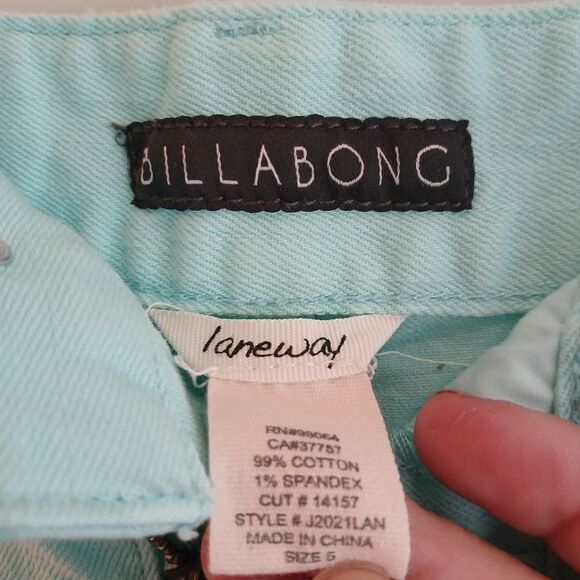 BILLABONG
laneway
RN#99064
CA#37757
99% COTTON
1% SPANDEX
CUT # 14157
STYLE # J2021LAN
MADE IN CHINA
SIZE 5